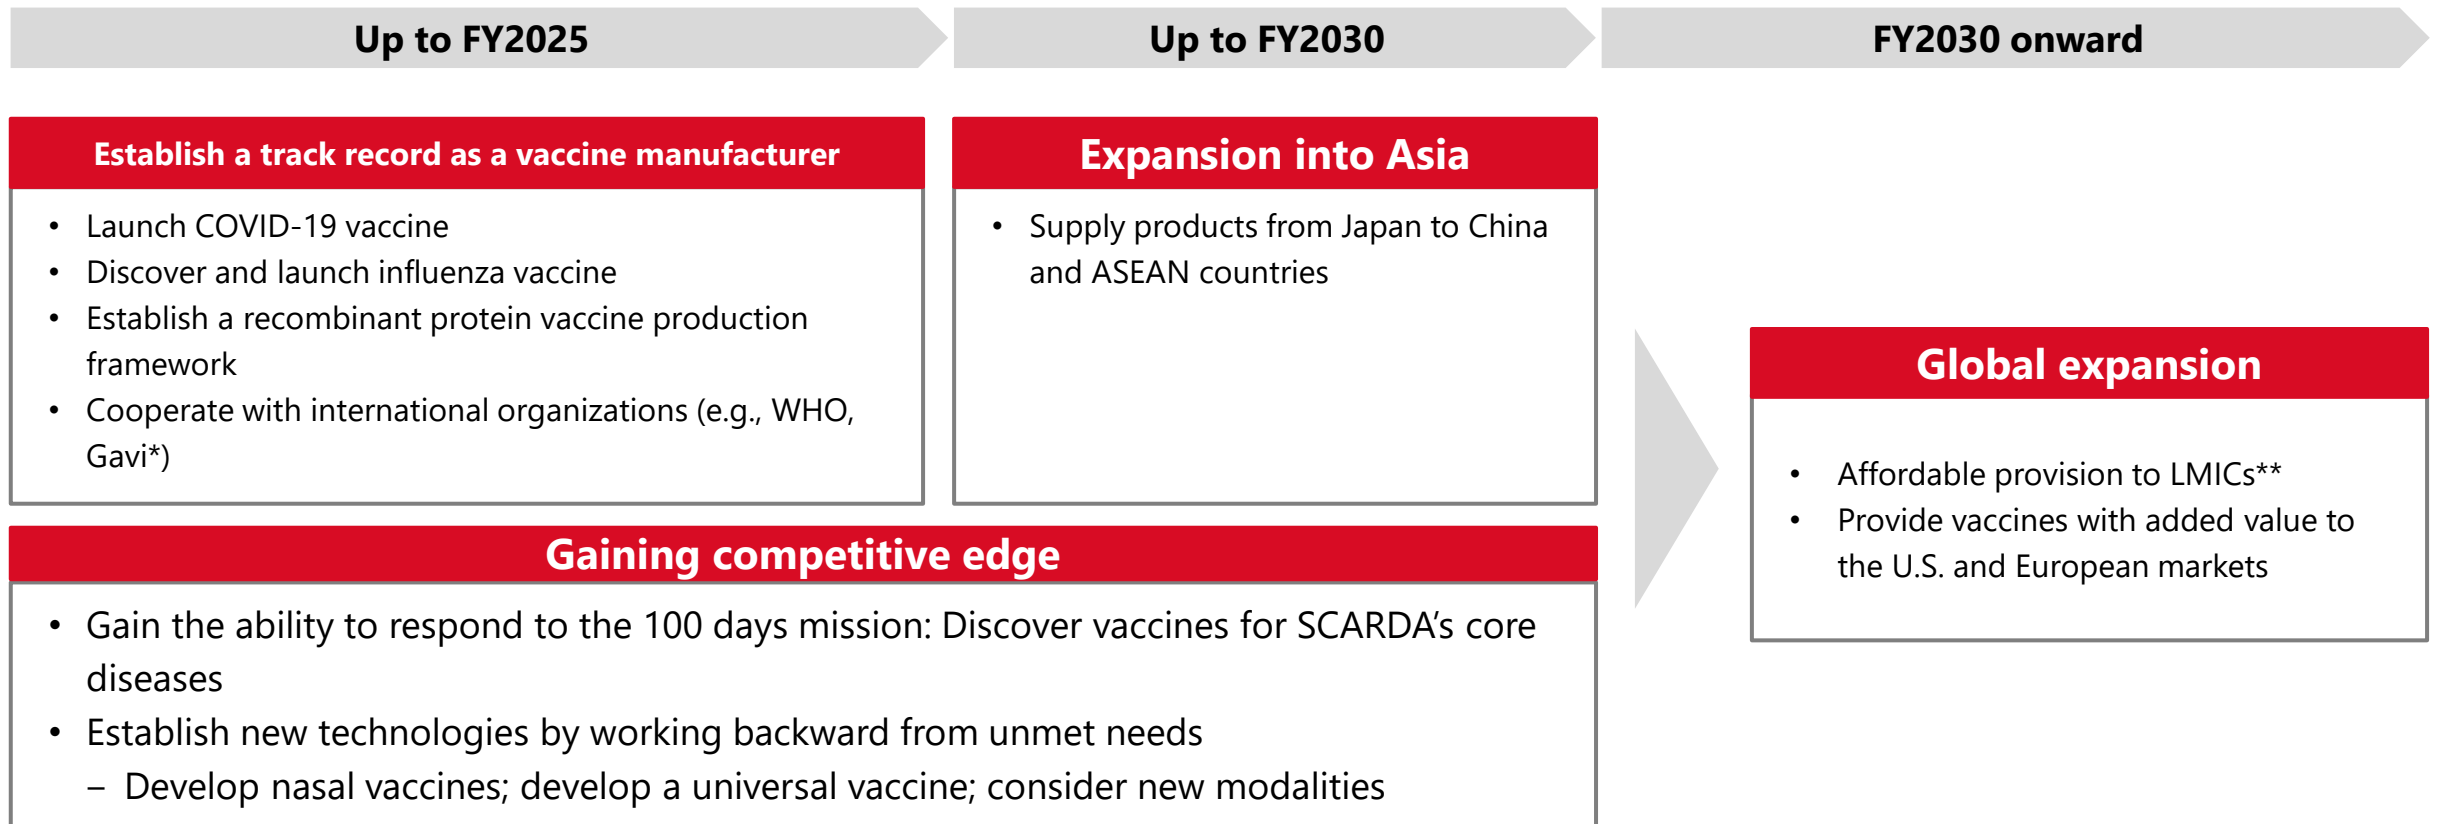 Up to FY2025
Up to FY2030
FY2030 onward
Establish a track record as a vaccine manufacturer
• Launch COVID-19 vaccine
• Discover and launch influenza vaccine
• Establish a recombinant protein vaccine production
framework
• Cooperate with international organizations (e.g., WHO,
Gavi*)
Expansion into Asia
• Supply products from Japan to China
and ASEAN countries
Gaining competitive edge
• Gain the ability to respond to the 100 days mission: Discover vaccines for SCARDA’s core
diseases
• Establish new technologies by working backward from unmet needs
– Develop nasal vaccines; develop a universal vaccine; consider new modalities
Global expansion
• Affordable provision to LMICs**
• Provide vaccines with added value to
the U.S. and European markets